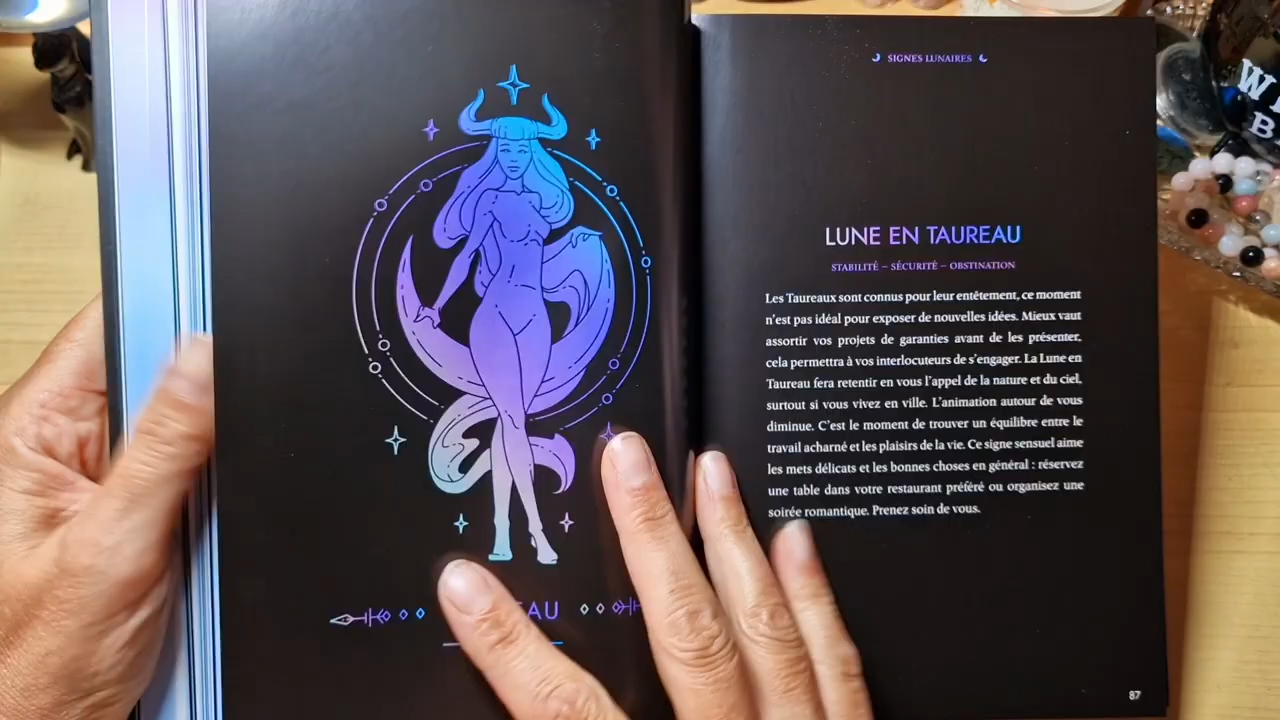 SIGNES LUNAIRES
LUNE EN TAUREAU
STABILITÉ – SÉCURITÉ – OBSTINATION
Les Taureaux sont connus pour leur entêtement, ce moment
n'est pas idéal pour exposer de nouvelles idées. Mieux vaut
assortir vos projets de garanties avant de les présenter,
cela permettra à vos interlocuteurs de s'engager. La Lune en
Taureau fera retentir en vous l'appel de la nature et du ciel,
surtout si vous vivez en ville. L'animation autour de vous
diminue. C'est le moment de trouver un équilibre entre le
travail acharné et les plaisirs de la vie. Ce signe sensuel aime
les mets délicats et les bonnes choses en général : réservez
une table dans votre restaurant préféré ou organisez une
soirée romantique. Prenez soin de vous.
87